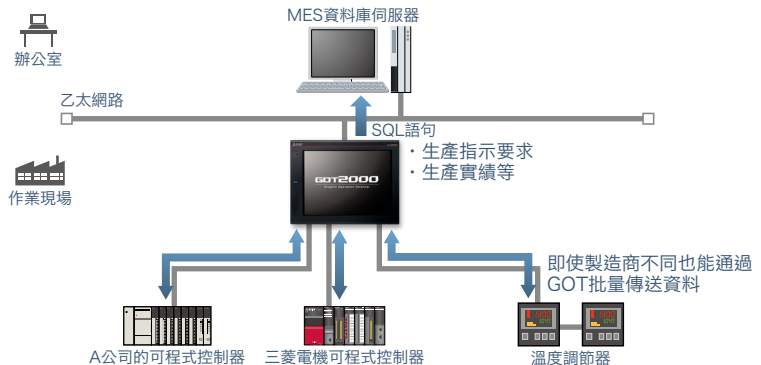 MES資料庫伺服器
辦公室
乙太網路
SQL語句
・生產指示要求
・生產實績等
GOT2000
作業現場
即使製造商不同也能通過
GOT批量傳送資料
A公司的可程式控制器
三菱電機可程式控制器
溫度調節器